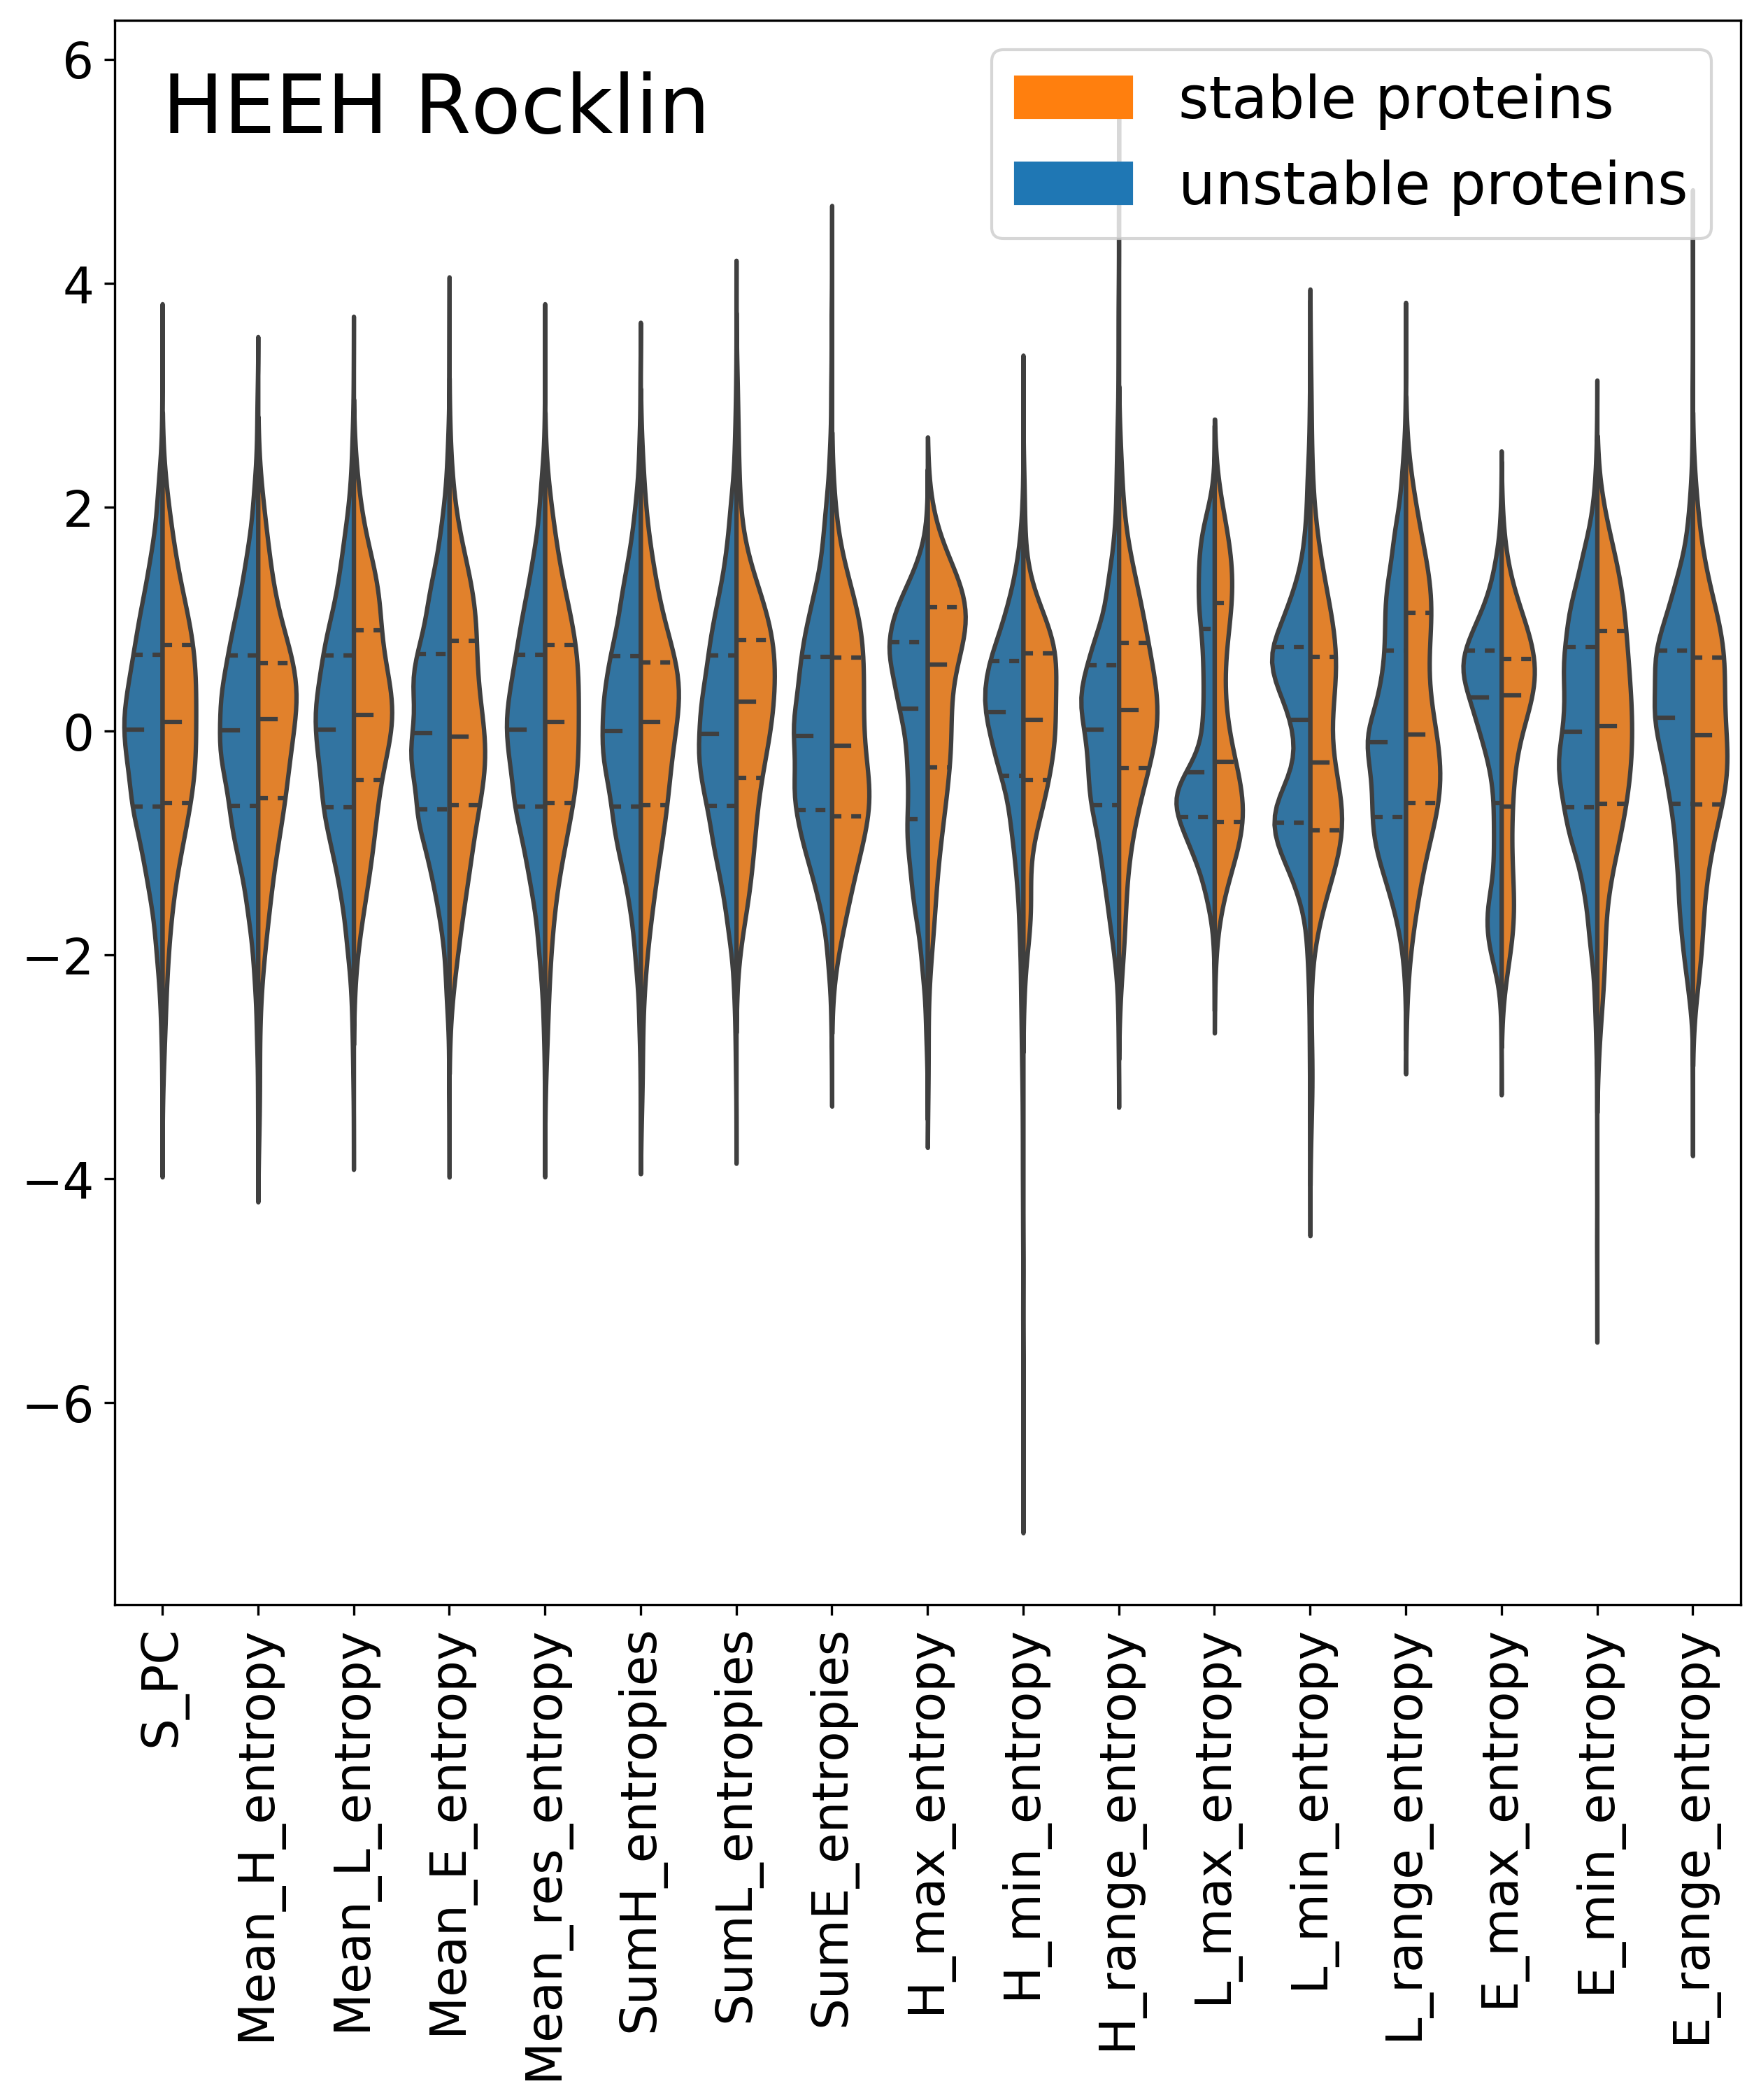 HEEH Rocklin
stable proteins
unstable proteins
6
4
2
0
−2
−4
−6
S_PC
Mean_H_entropy
Mean_L_entropy
Mean_E_entropy
Mean_res_entropy
SumH_entropies
SumL_entropies
SumE_entropies
H_max_entropy
H_min_entropy
H_range_entropy
L_max_entropy
L_min_entropy
L_range_entropy
E_max_entropy
E_min_entropy
E_range_entropy